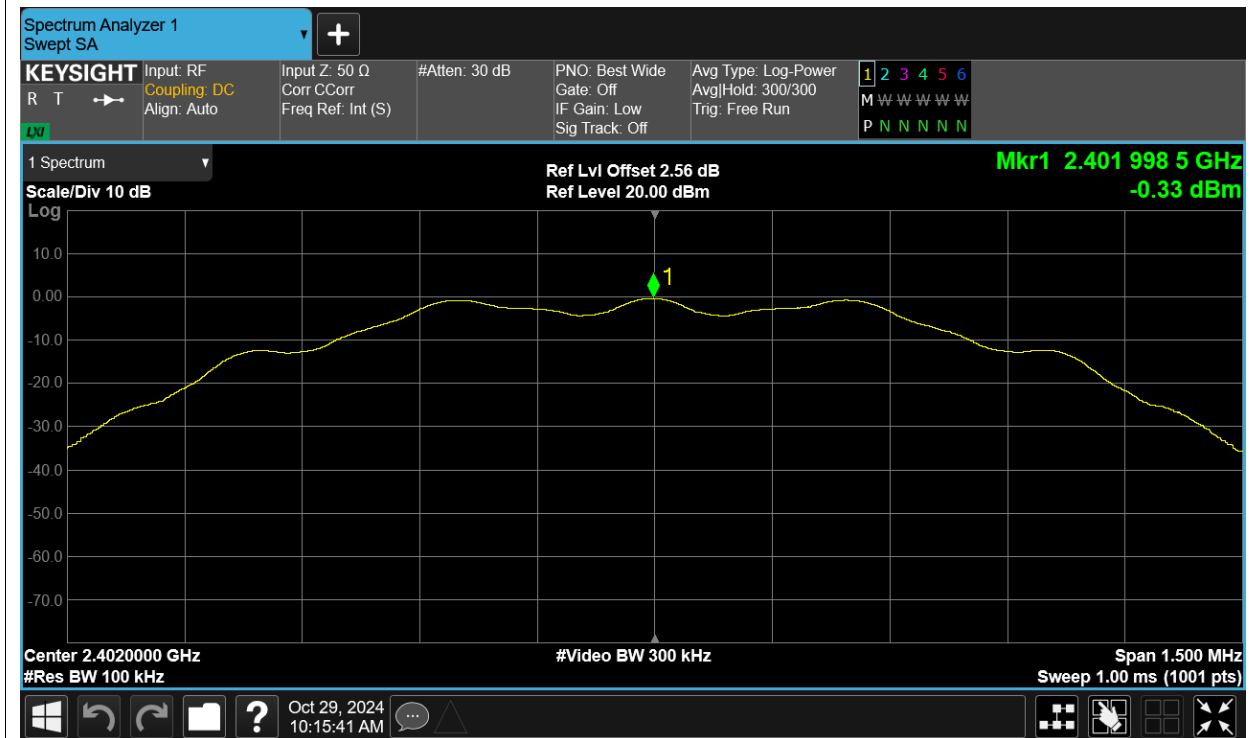 Spectrum Analyzer 1
Swept SA
KEYSIGHT
R T
LXI
Input: RF
Coupling: DC
Align: Auto
Input Z: 50 Ω
Corr CCorr
Freq Ref: Int (S)
#Atten: 30 dB
PNO: Best Wide
Gate: Off
IF Gain: Low
Sig Track: Off
Avg Type: Log-Power
Avg|Hold: 300/300
Trig: Free Run
1 2 3 4 5 6
M W W W W W
P N N N N N
1 Spectrum
Scale/Div 10 dB
Log
Ref Lvl Offset 2.56 dB
Ref Level 20.00 dBm
Mkr1 2.401 998 5 GHz
-0.33 dBm
10.0
0.00
-10.0
-20.0
-30.0
-40.0
-50.0
-60.0
-70.0
1
Center 2.4020000 GHz
#Res BW 100 kHz
#Video BW 300 kHz
Span 1.500 MHz
Sweep 1.00 ms (1001 pts)
?
Oct 29, 2024
10:15:41 AM